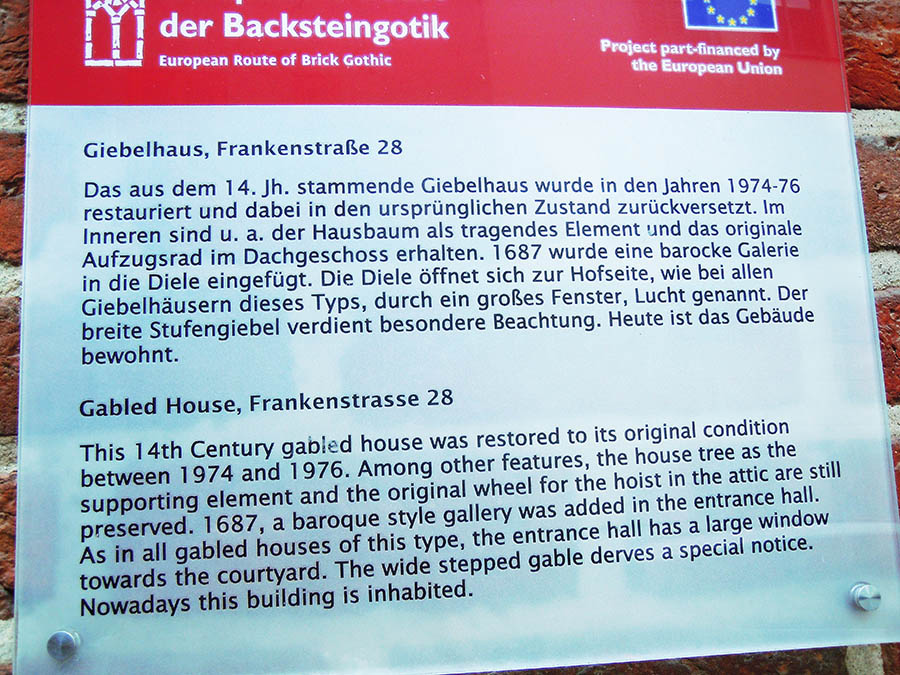 der Backsteingotik
European Route of Brick Gothic
Project part-financed by
the European Union
Giebelhaus, Frankenstraße 28
Das aus dem 14. Jh. stammende Giebelhaus wurde in den Jahren 1974-76
restauriert und dabei in den ursprünglichen Zustand zurückversetzt. Im
Inneren sind u. a. der Hausbaum als tragendes Element und das originale
Aufzugsrad im Dachgeschoss erhalten. 1687 wurde eine barocke Galerie
in die Diele eingefügt. Die Diele öffnet sich zur Hofseite, wie bei allen
Giebelhäusern dieses Typs, durch ein großes Fenster, Lucht genannt. Der
breite Stufengiebel verdient besondere Beachtung. Heute ist das Gebäude
bewohnt.
Gabled House, Frankenstrasse 28
This 14th Century gabled house was restored to its original condition
between 1974 and 1976. Among other features, the house tree as the
supporting element and the original wheel for the hoist in the attic are still
preserved. 1687, a baroque style gallery was added in the entrance hall.
As in all gabled houses of this type, the entrance hall has a large window
towards the courtyard. The wide stepped gable derves a special notice.
Nowadays this building is inhabited.